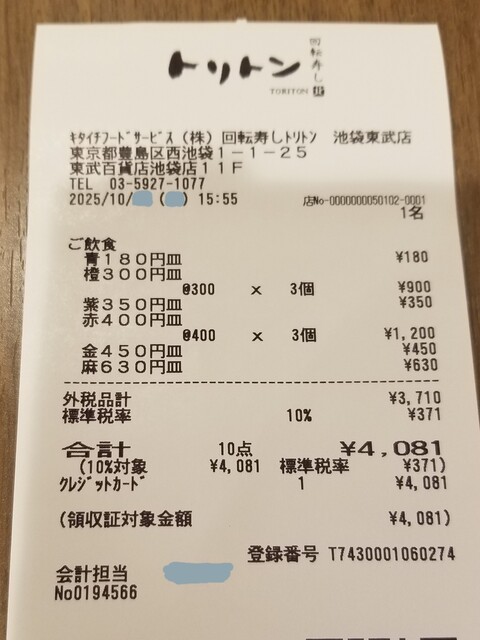 トリトン
回転寿し
TORITON
ｷﾀｲﾁﾌｰﾄﾞｻｰﾋﾞｽ（株）回転寿しﾄﾘﾄﾝ　池袋東武店
東京都豊島区西池袋１－１－２５
東武百貨店池袋店１１Ｆ
TEL 03-5927-1077
2025/10/ ( ) 15:55 店No-0000000050102-0001
1名
ご飲食
青１８０円皿 ¥180
橙３００円皿
@300 x 3個 ¥900
紫３５０円皿 ¥350
赤４００円皿
@400 x 3個 ¥1,200
金４５０円皿 ¥450
麻６３０円皿 ¥630
外税品計 ¥3,710
標準税率 10% ¥371
合計 10点 ¥4,081
(10%対象 ¥4,081 標準税率 ¥371)
ｸﾚｼﾞｯﾄｶｰﾄﾞ 1 ¥4,081
(領収証対象金額 ¥4,081)
登録番号 T7430001060274
会計担当
No0194566